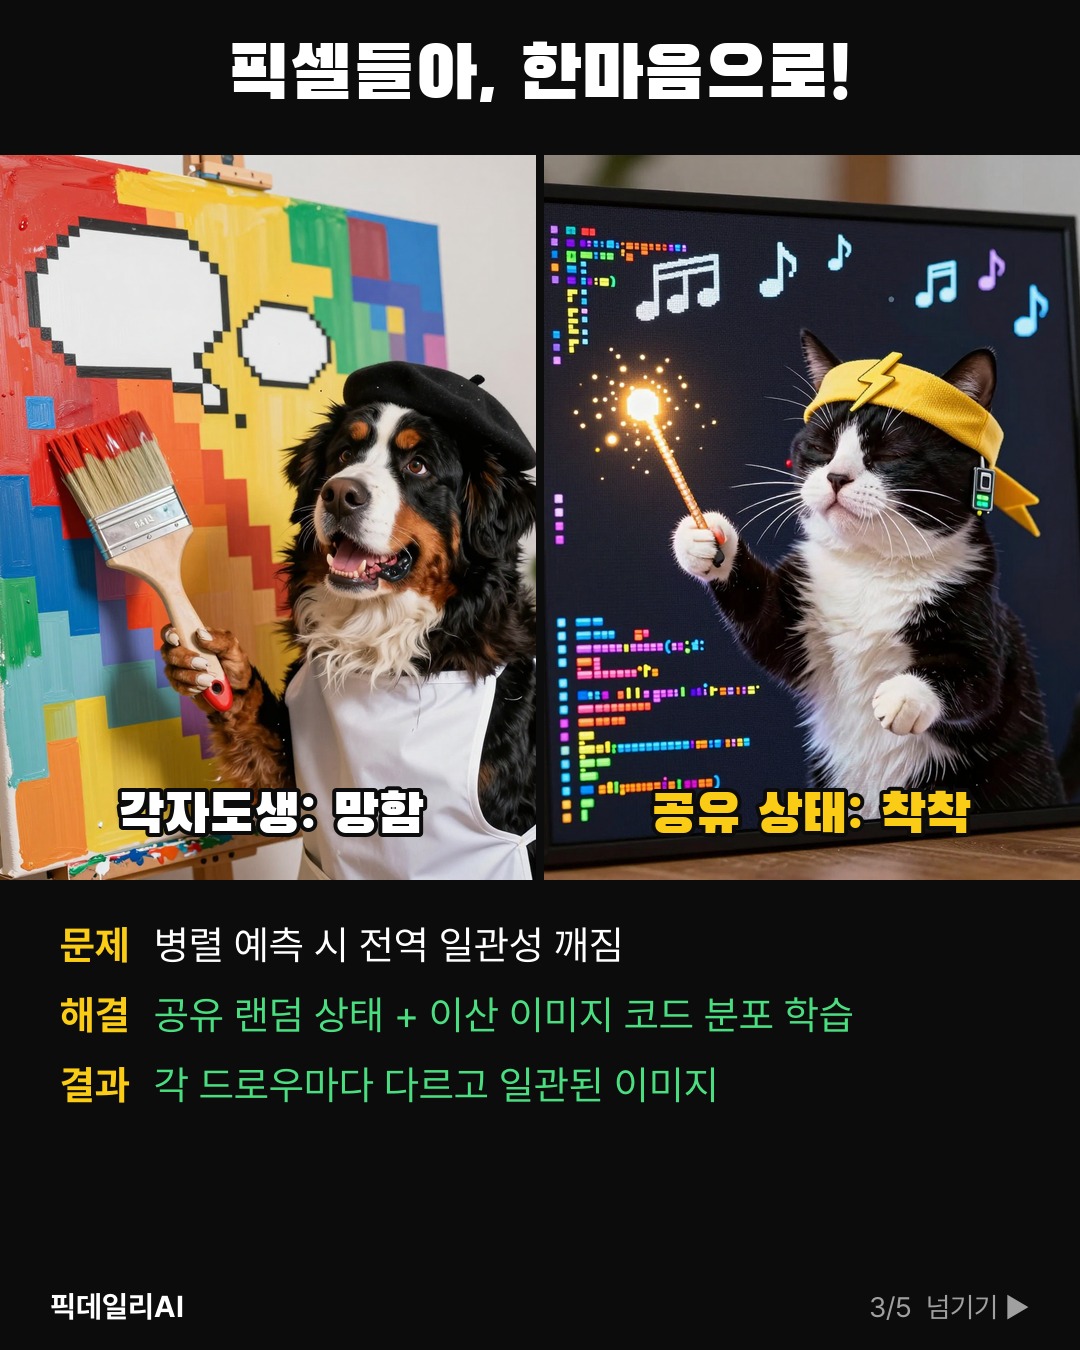 픽셀들아, 한마음으로!
각자도생: 망함
공유 상태: 착착
문제 병렬 예측 시 전역 일관성 깨짐
해결 공유 랜덤 상태 + 이산 이미지 코드 분포 학습
결과 각 드로우마다 다르고 일관된 이미지
픽데일리AI
3/5 넘기기 ▶